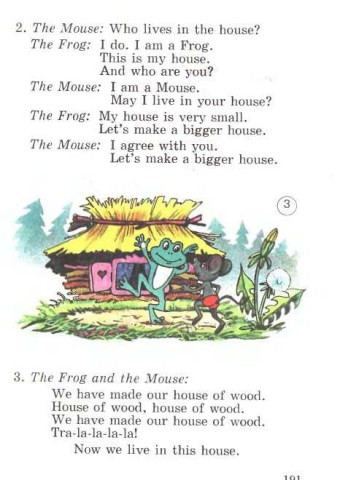 2. The Mouse: Who lives in the house?
The Frog: I do. I am a Frog.
This is my house.
And who are you?
The Mouse: I am a Mouse.
May I live in your house?
The Frog: My house is very small.
Let's make a bigger house.
The Mouse: I agree with you.
Let's make a bigger house.
3
3. The Frog and the Mouse:
We have made our house of wood.
House of wood, house of wood.
We have made our house of wood.
Tra-la-la-la-la!
Now we live in this house.
191